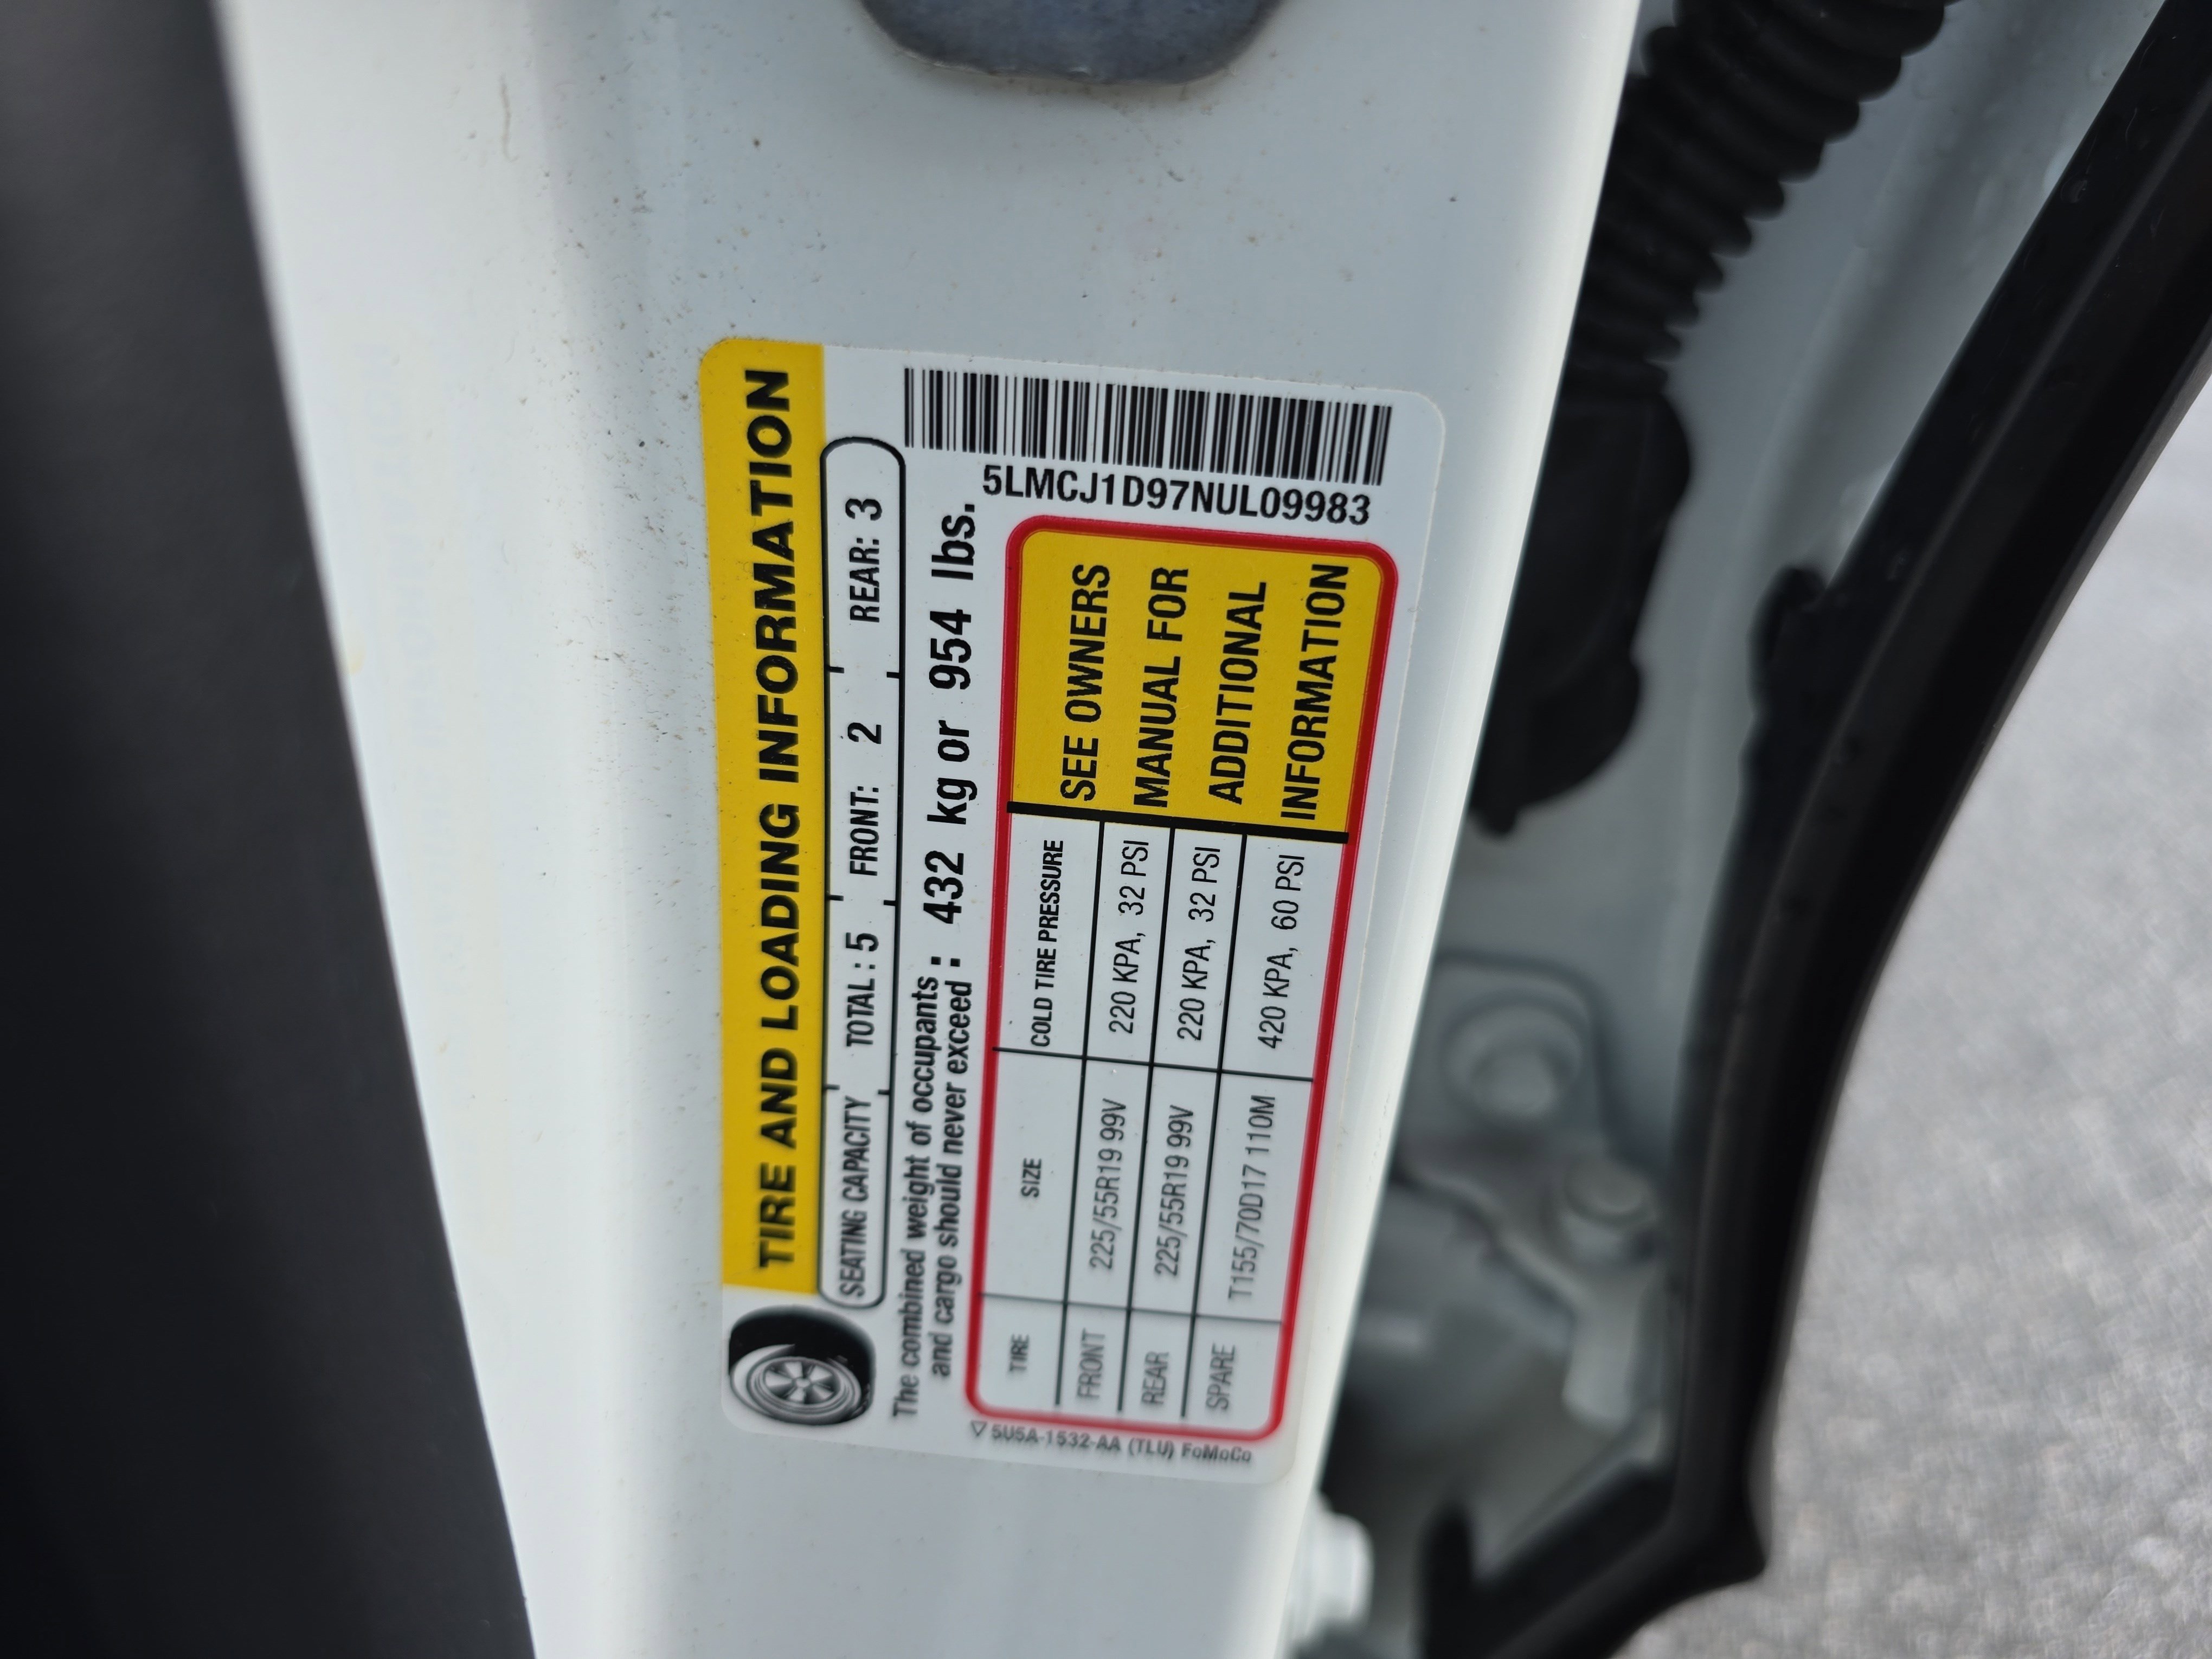 TIRE AND LOADING INFORMATION
SEATING CAPACITY TOTAL : 5 FRONT: 2 REAR: 3
The combined weight of occupants and cargo should never exceed : 432 kg or 954 lbs.
5LMCJ1D97NUL09983
TIRE SIZE COLD TIRE PRESSURE
FRONT 225/55R19 99V 220 KPA, 32 PSI
REAR 225/55R19 99V 220 KPA, 32 PSI
SPARE T155/70D17 110M 420 KPA, 60 PSI
SEE OWNERS
MANUAL FOR
ADDITIONAL
INFORMATION
▽ 5U5A-1532-AA (TLU) FoMoCo